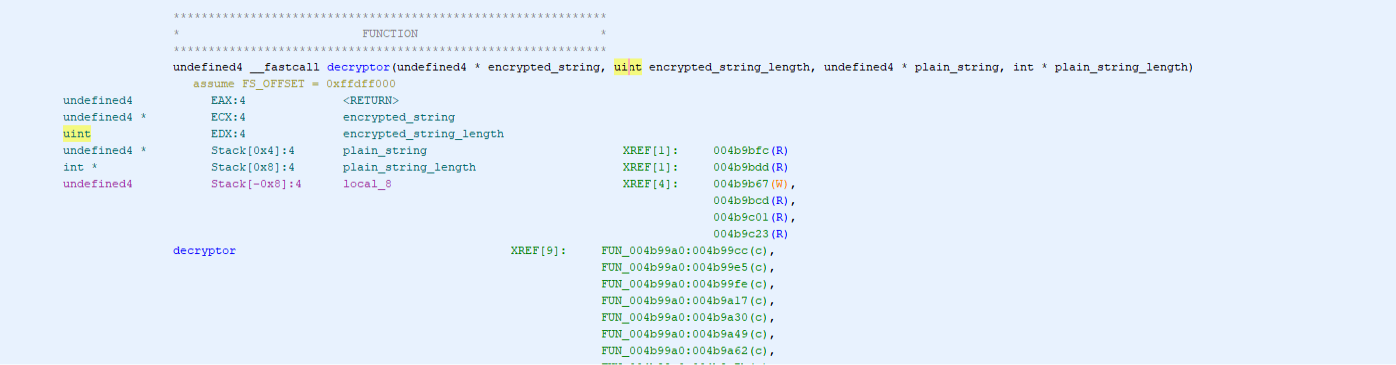 **************************************************************
* FUNCTION *
**************************************************************
undefined4 __fastcall decryptor(undefined4 * encrypted_string, uint encrypted_string_length, undefined4 * plain_string, int * plain_string_length)
assume FS_OFFSET = 0xffdff000
undefined4 EAX:4 <RETURN>
undefined4 * ECX:4 encrypted_string
uint EDX:4 encrypted_string_length
undefined4 * Stack[0x4]:4 plain_string XREF[1]: 004b9bfc(R)
int * Stack[0x8]:4 plain_string_length XREF[1]: 004b9bdd(R)
undefined4 Stack[-0x8]:4 local_8 XREF[4]: 004b9b67(W),
004b9bcd(R),
004b9c01(R),
004b9c23(R)
decryptor XREF[9]: FUN_004b99a0:004b99cc(c),
FUN_004b99a0:004b99e5(c),
FUN_004b99a0:004b99fe(c),
FUN_004b99a0:004b9a17(c),
FUN_004b99a0:004b9a30(c),
FUN_004b99a0:004b9a49(c),
FUN_004b99a0:004b9a62(c),